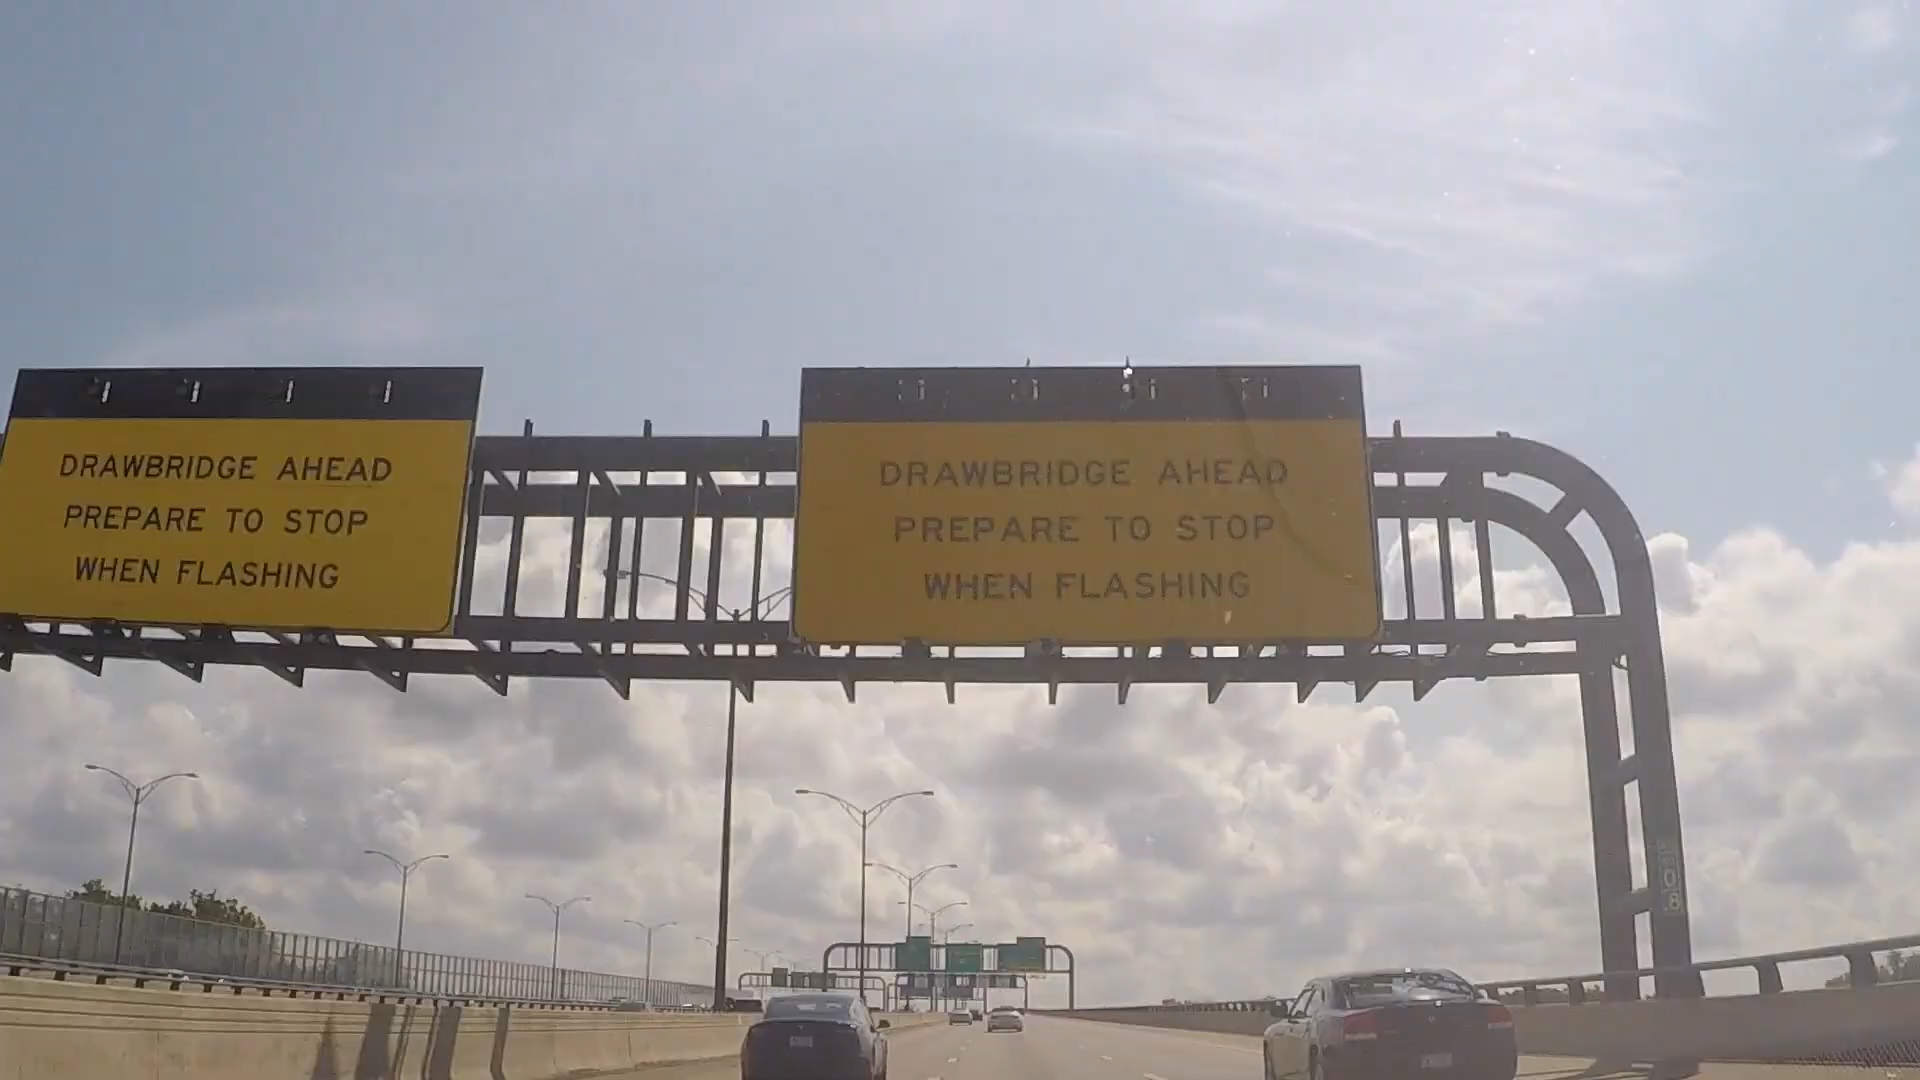 DRAWBRIDGE AHEAD
PREPARE TO STOP
WHEN FLASHING
DRAWBRIDGE AHEAD
PREPARE TO STOP
WHEN FLASHING